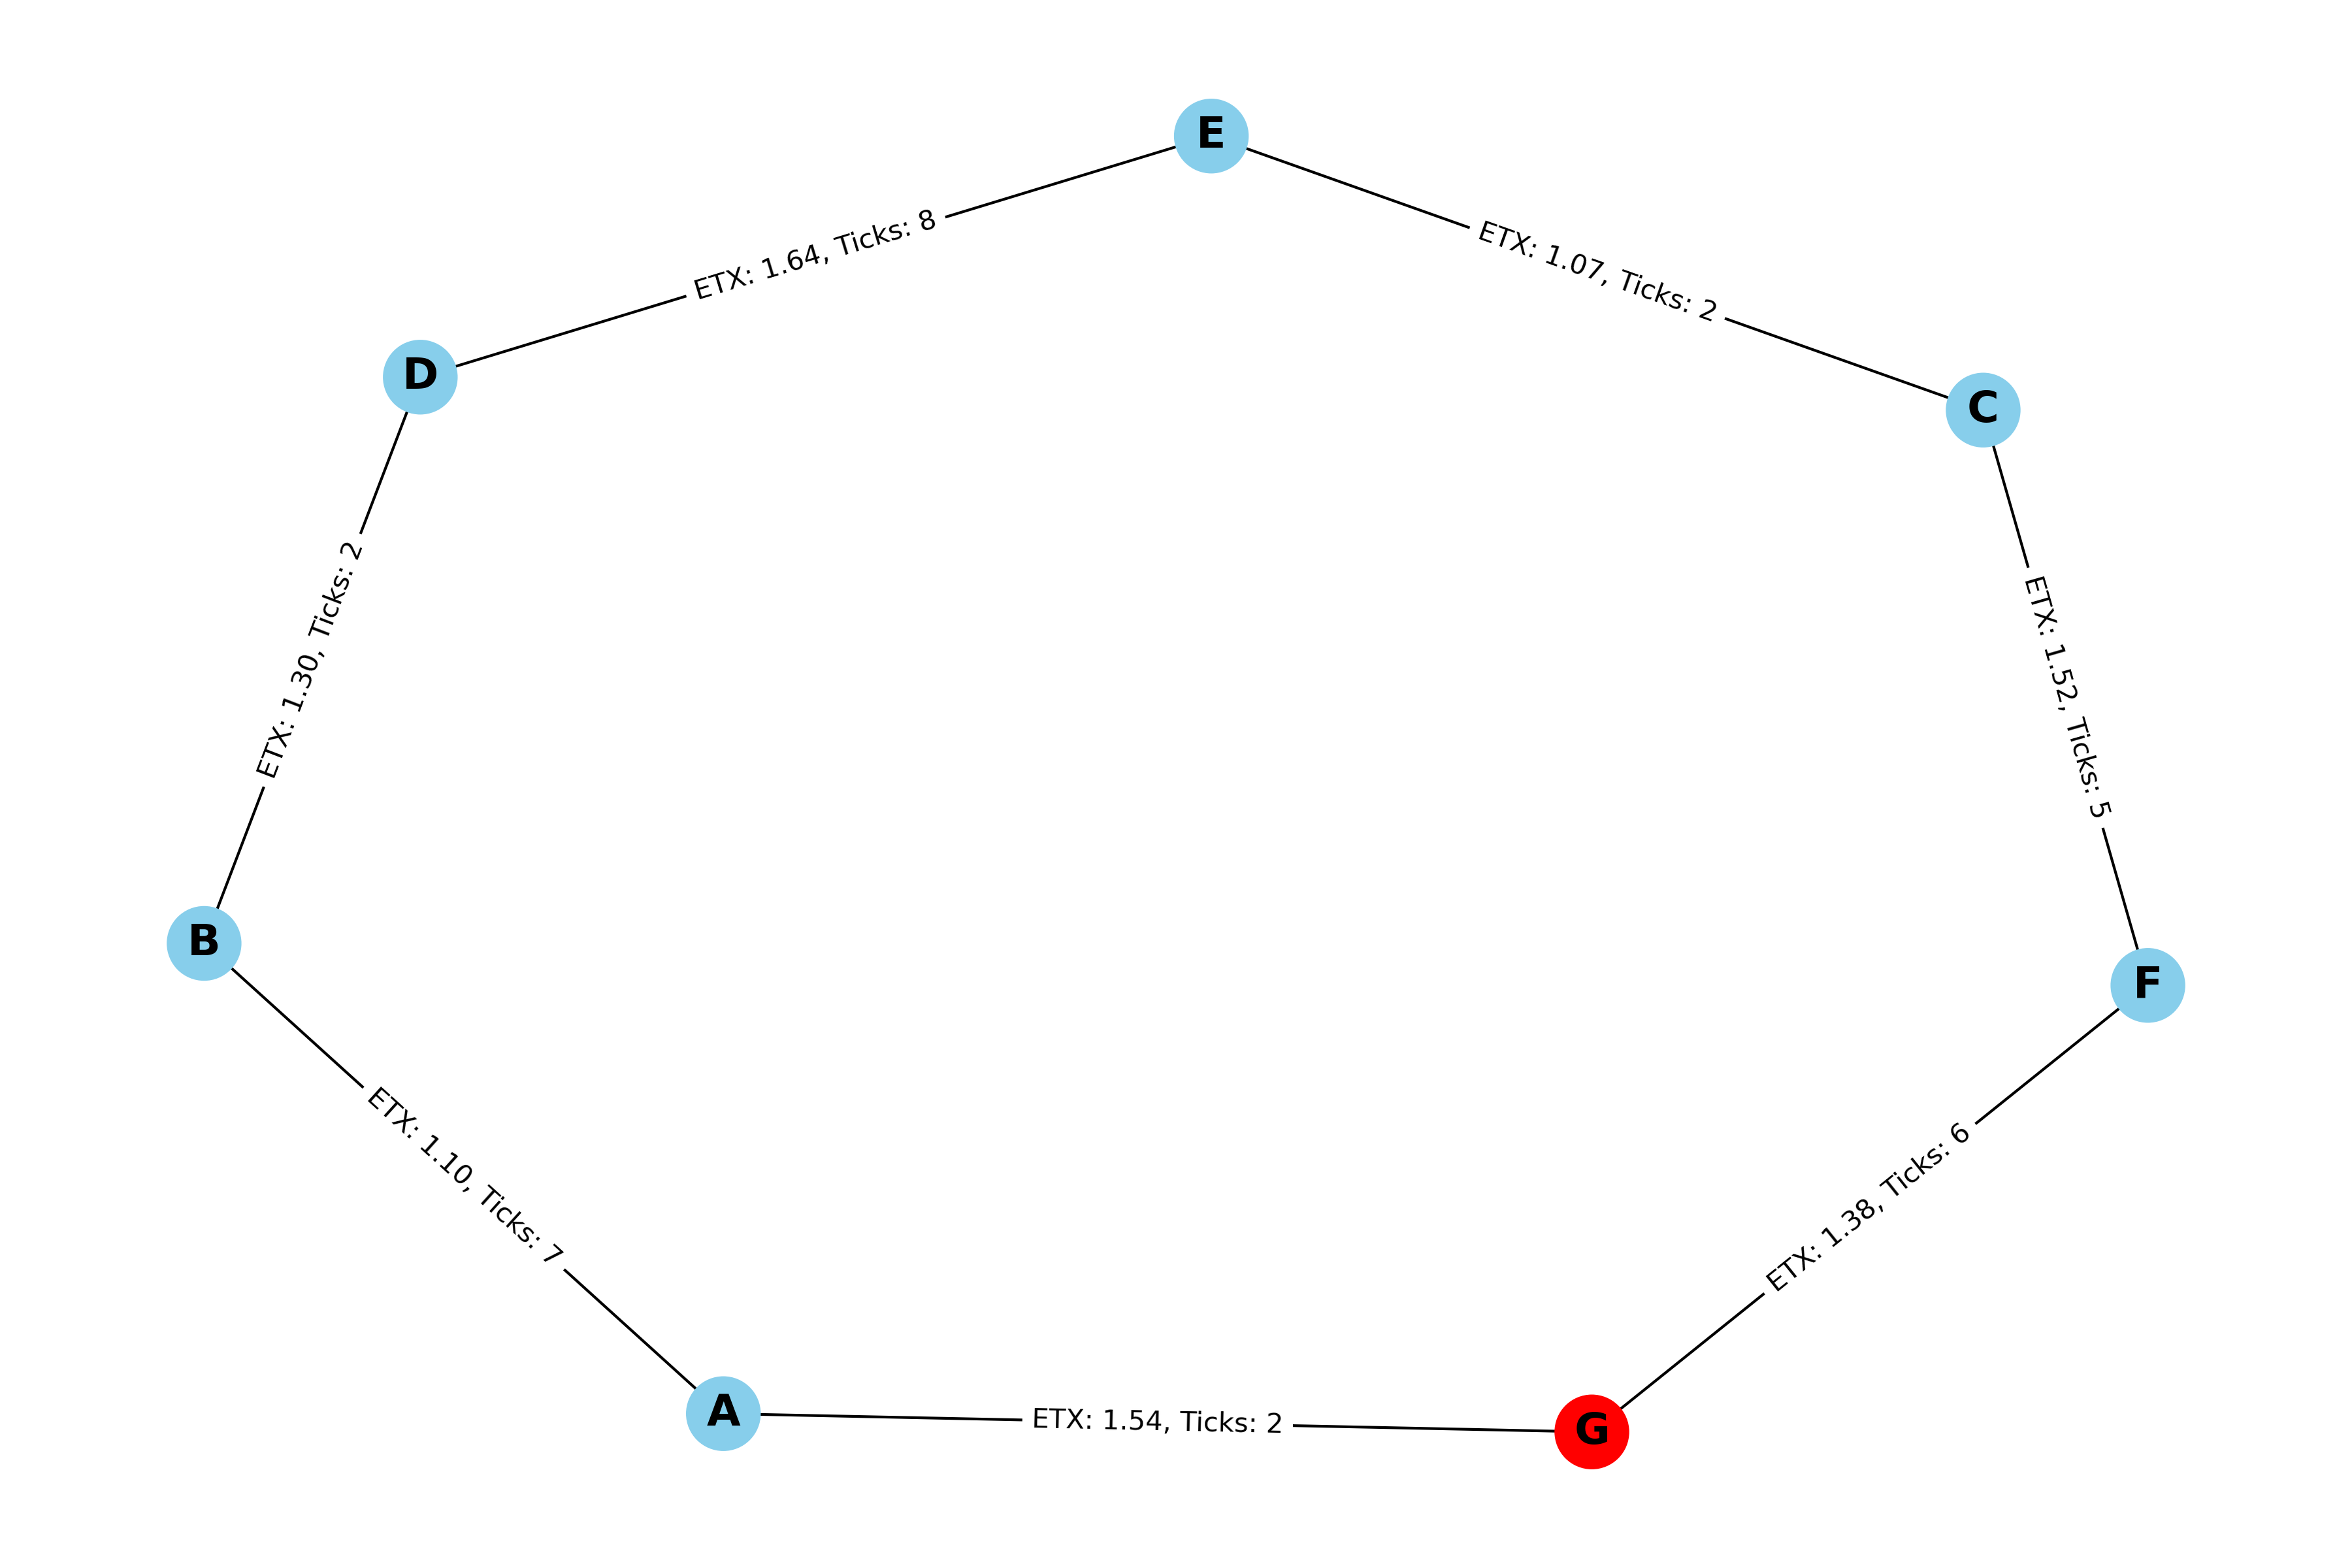 E
ETX: 1.64, Ticks: 8
ETX: 1.07, Ticks: 2
D
C
ETX: 1.30, Ticks: 2
ETX: 1.52, Ticks: 5
B
F
ETX: 1.10, Ticks: 7
ETX: 1.38, Ticks: 6
A
ETX: 1.54, Ticks: 2
G